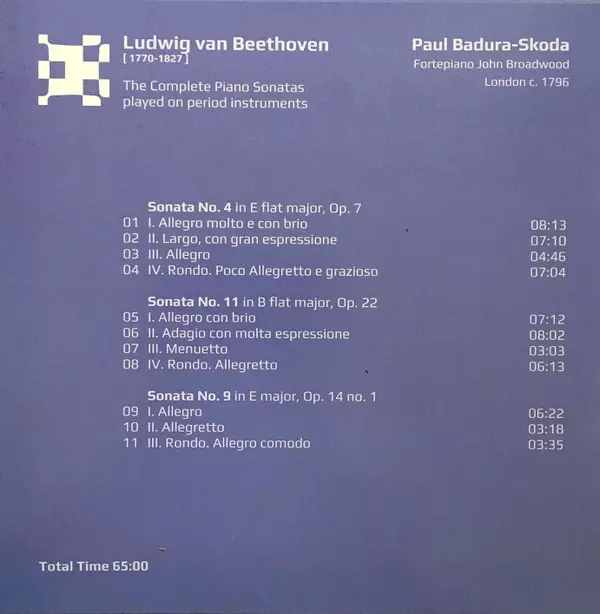 Ludwig van Beethoven
[ 1770-1827 ]
The Complete Piano Sonatas
played on period instruments
Paul Badura-Skoda
Fortepiano John Broadwood
London c. 1796
Sonata No. 4 in E flat major, Op. 7
01 I. Allegro molto e con brio 08:13
02 II. Largo, con gran espressione 07:10
03 III. Allegro 04:46
04 IV. Rondo. Poco Allegretto e grazioso 07:04
Sonata No. 11 in B flat major, Op. 22
05 I. Allegro con brio 07:12
06 II. Adagio con molta espressione 08:02
07 III. Menuetto 03:03
08 IV. Rondo. Allegretto 06:13
Sonata No. 9 in E major, Op. 14 no. 1
09 I. Allegro 06:22
10 II. Allegretto 03:18
11 III. Rondo. Allegro comodo 03:35
Total Time 65:00